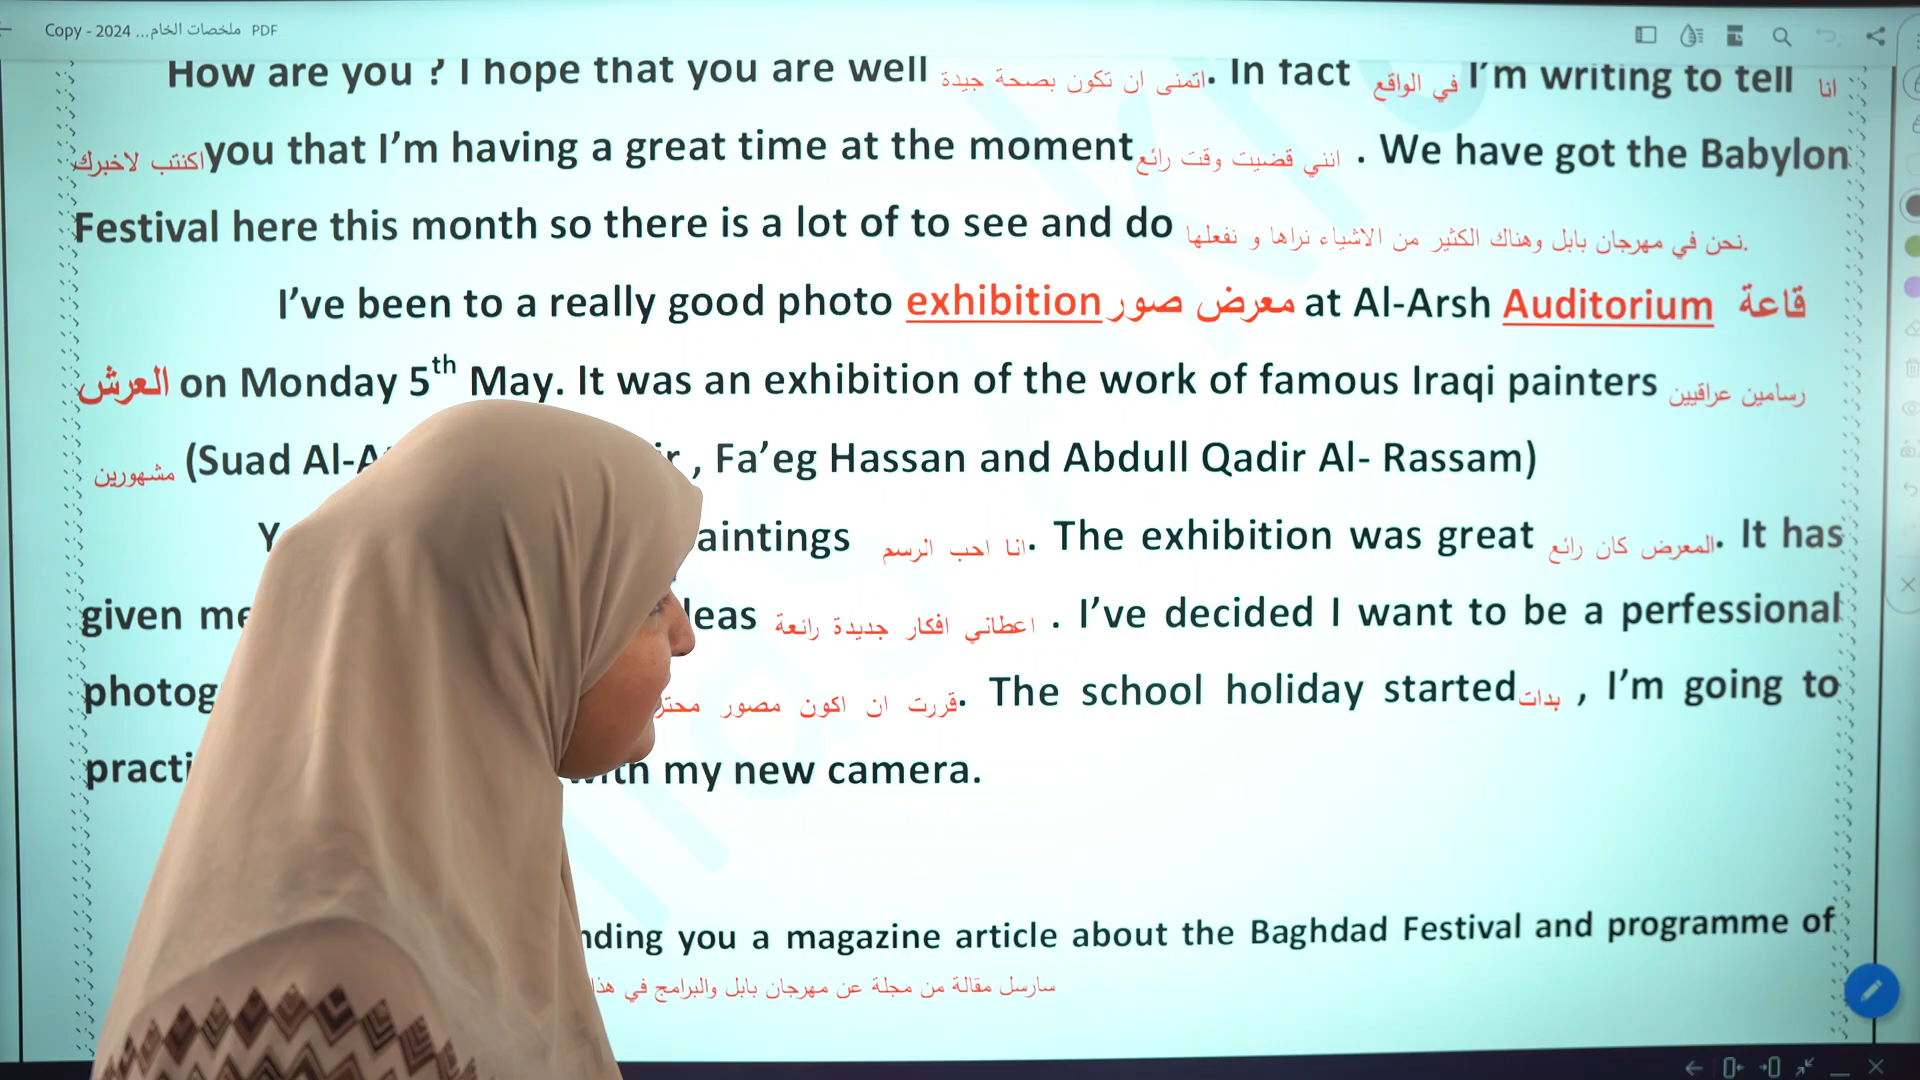 Copy - 2024 ...ملخصات الخام PDF
How are you ? I hope that you are well اتمنى ان تكون بصحة جيدة. In fact في الواقع I'm writing to tell انا
اكنتب لاخبرك you that I'm having a great time at the moment انني قضيت وقت رائع . We have got the Babylon
Festival here this month so there is a lot of to see and do نحن في مهرجان بابل وهناك الكثير من الاشياء نراها و نفعلها.
I've been to a really good photo exhibition معرض صور at Al-Arsh Auditorium قاعة
العرش on Monday 5th May. It was an exhibition of the work of famous Iraqi painters رسامين عراقيين
مشهورين (Suad Al-A , Fa'eg Hassan and Abdull Qadir Al- Rassam)
aintings انا احب الرسم. The exhibition was great المعرض كان رائع. It has
given me deas اعطاني افكار جديدة رائعة . I've decided I want to be a perfessional
photog قررت ان اكون مصور محتر. The school holiday started بدات , I'm going to
practi with my new camera.
nding you a magazine article about the Baghdad Festival and programme of
سارسل مقالة من مجلة عن مهرجان بابل والبرامج في هذا